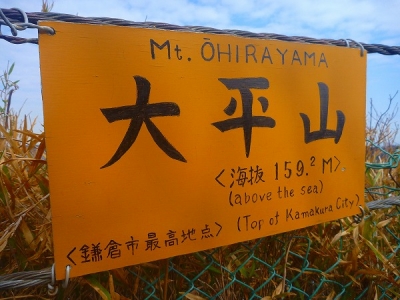 Mt. ŌHIRAYAMA
大平山
〈海抜 159.2 M〉
(above the sea)
〈鎌倉市最高地点〉 (Top of Kamakura City)